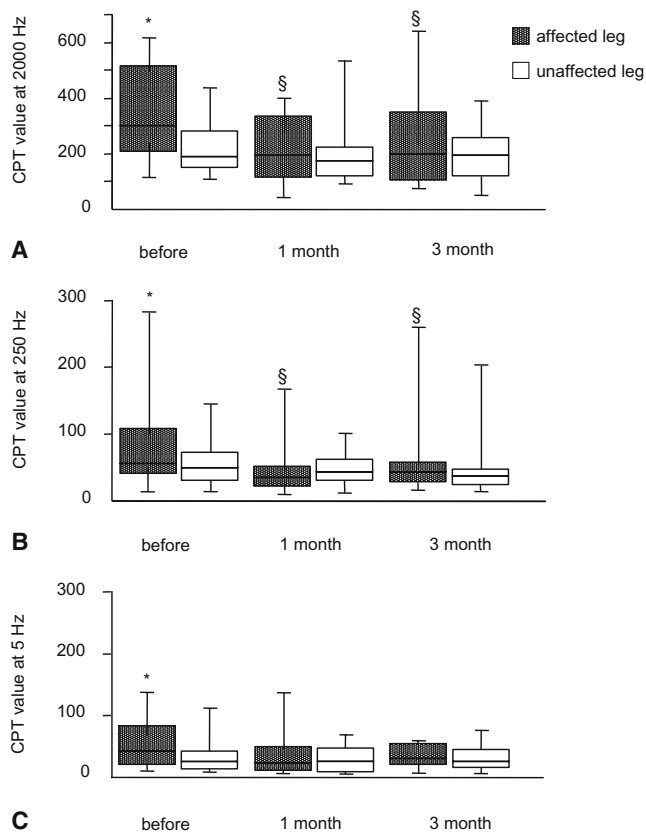 CPT value at 2000 Hz
600
400
200
0
*
§
§
affected leg
unaffected leg
A
before
1 month
3 month
CPT value at 250 Hz
300
200
100
0
*
§
§
B
before
1 month
3 month
CPT value at 5 Hz
300
200
100
0
*
C
before
1 month
3 month